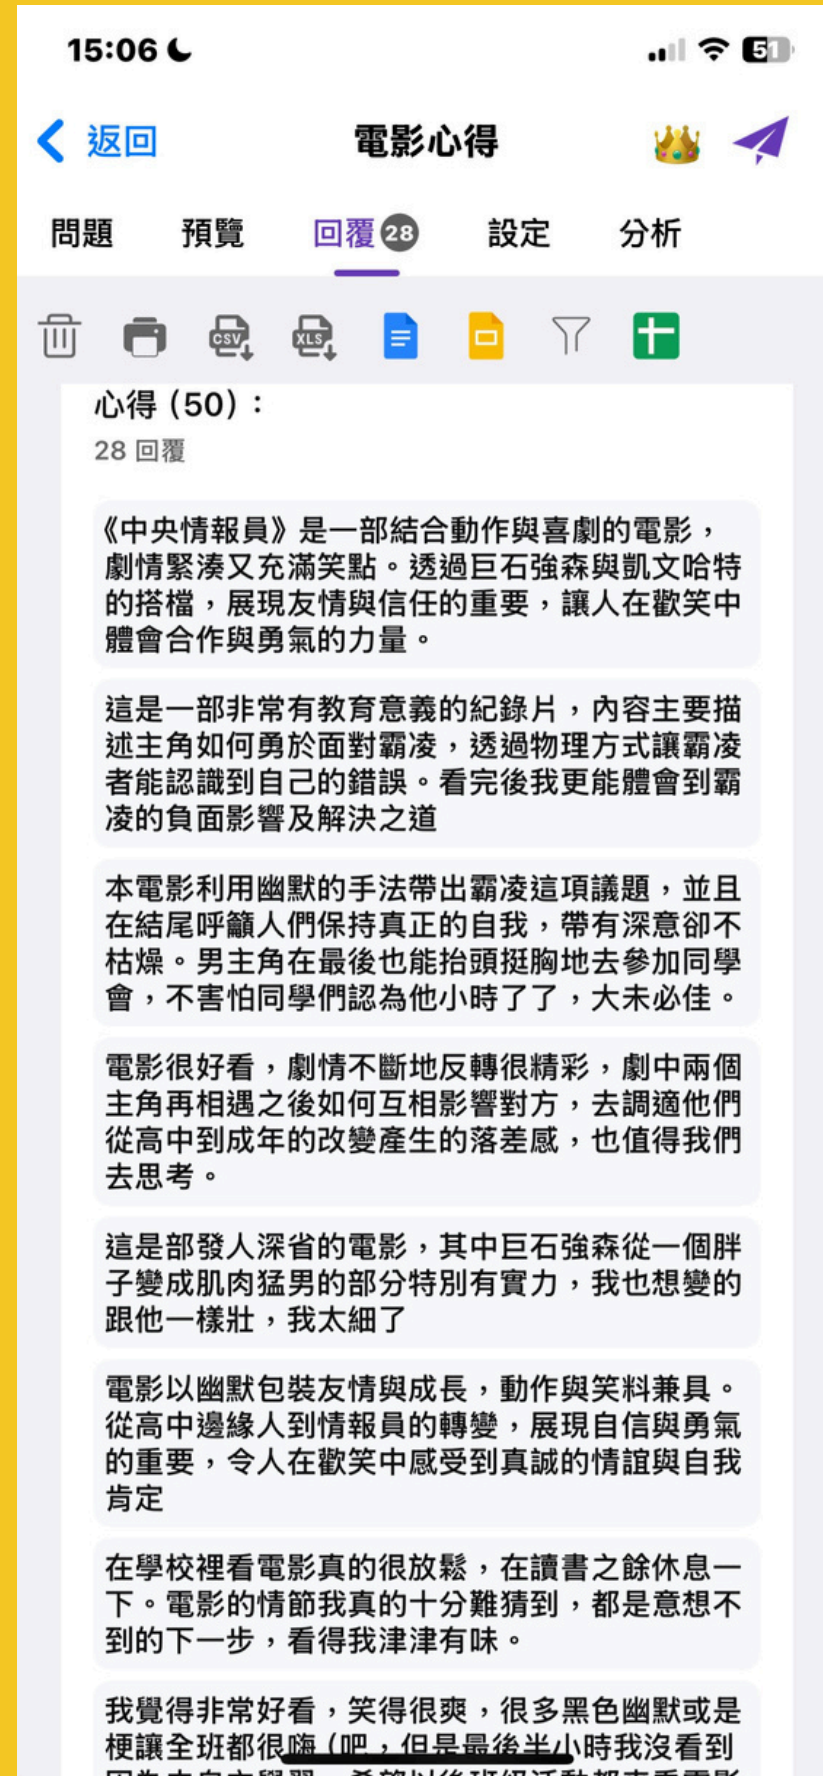 15:06
51
返回
電影心得
問題
預覽
回覆 28
設定
分析
CSV
XLS
心得 (50)：
28 回覆
《中央情報員》是一部結合動作與喜劇的電影，
劇情緊湊又充滿笑點。透過巨石強森與凱文哈特
的搭檔，展現友情與信任的重要，讓人在歡笑中
體會合作與勇氣的力量。
這是一部非常有教育意義的紀錄片，內容主要描
述主角如何勇於面對霸凌，透過物理方式讓霸凌
者能認識到自己的錯誤。看完後我更能體會到霸
凌的負面影響及解決之道
本電影利用幽默的手法帶出霸凌這項議題，並且
在結尾呼籲人們保持真正的自我，帶有深意卻不
枯燥。男主角在最後也能抬頭挺胸地去參加同學
會，不害怕同學們認為他小時了了，大未必佳。
電影很好看，劇情不斷地反轉很精彩，劇中兩個
主角再相遇之後如何互相影響對方，去調適他們
從高中到成年的改變產生的落差感，也值得我們
去思考。
這是部發人深省的電影，其中巨石強森從一個胖
子變成肌肉猛男的部分特別有實力，我也想變的
跟他一樣壯，我太細了
電影以幽默包裝友情與成長，動作與笑料兼具。
從高中邊緣人到情報員的轉變，展現自信與勇氣
的重要，令人在歡笑中感受到真誠的情誼與自我
肯定
在學校裡看電影真的很放鬆，在讀書之餘休息一
下。電影的情節我真的十分難猜到，都是意想不
到的下一步，看得我津津有味。
我覺得非常好看，笑得很爽，很多黑色幽默或是
梗讓全班都很嗨（吧，但是最後半小時我沒看到